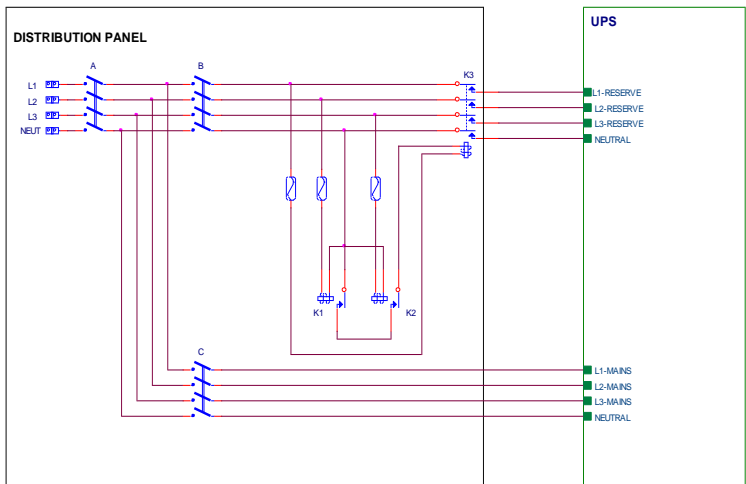 UPS
DISTRIBUTION PANEL
A
B
K3
L1
L2
L3
NEUT
L1-RESERVE
L2-RESERVE
L3-RESERVE
NEUTRAL
K1
K2
C
L1-MAINS
L2-MAINS
L3-MAINS
NEUTRAL